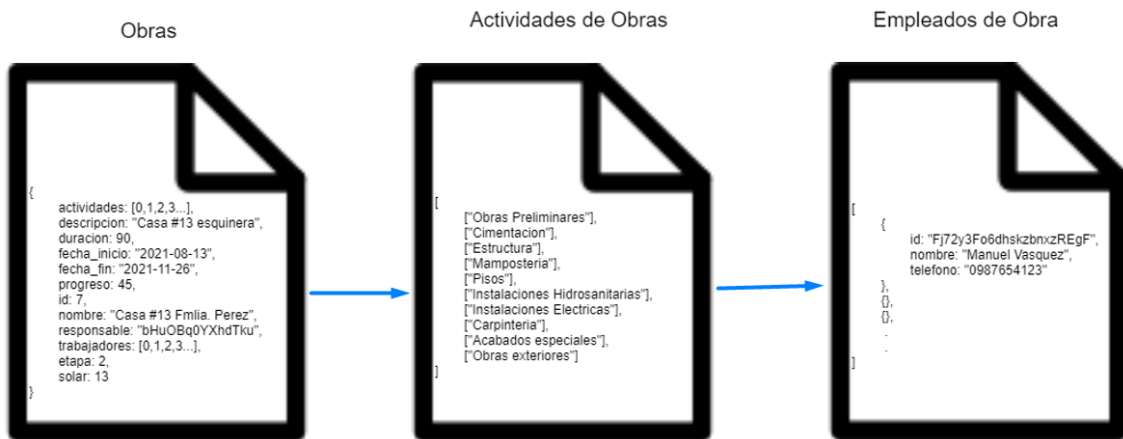 Obras
{
actividades: [0,1,2,3...],
descripcion: "Casa #13 esquinera",
duracion: 90,
fecha_inicio: "2021-08-13",
fecha_fin: "2021-11-26",
progreso: 45,
id: 7,
nombre: "Casa #13 Fmlia. Perez",
responsable: "bHuOBq0YXhdTku",
trabajadores: [0,1,2,3...],
etapa: 2,
solar: 13
}
Actividades de Obras
[
["Obras Preliminares"],
["Cimentacion"],
["Estructura"],
["Mamposteria"],
["Pisos"],
["Instalaciones Hidrosanitarias"],
["Instalaciones Electricas"],
["Carpinteria"],
["Acabados especiales"],
["Obras exteriores"]
]
Empleados de Obra
[
{
id: "Fj72y3Fo6dhskzbnxzREgF",
nombre: "Manuel Vasquez",
telefono: "0987654123"
},
{},
{},
.
.
]